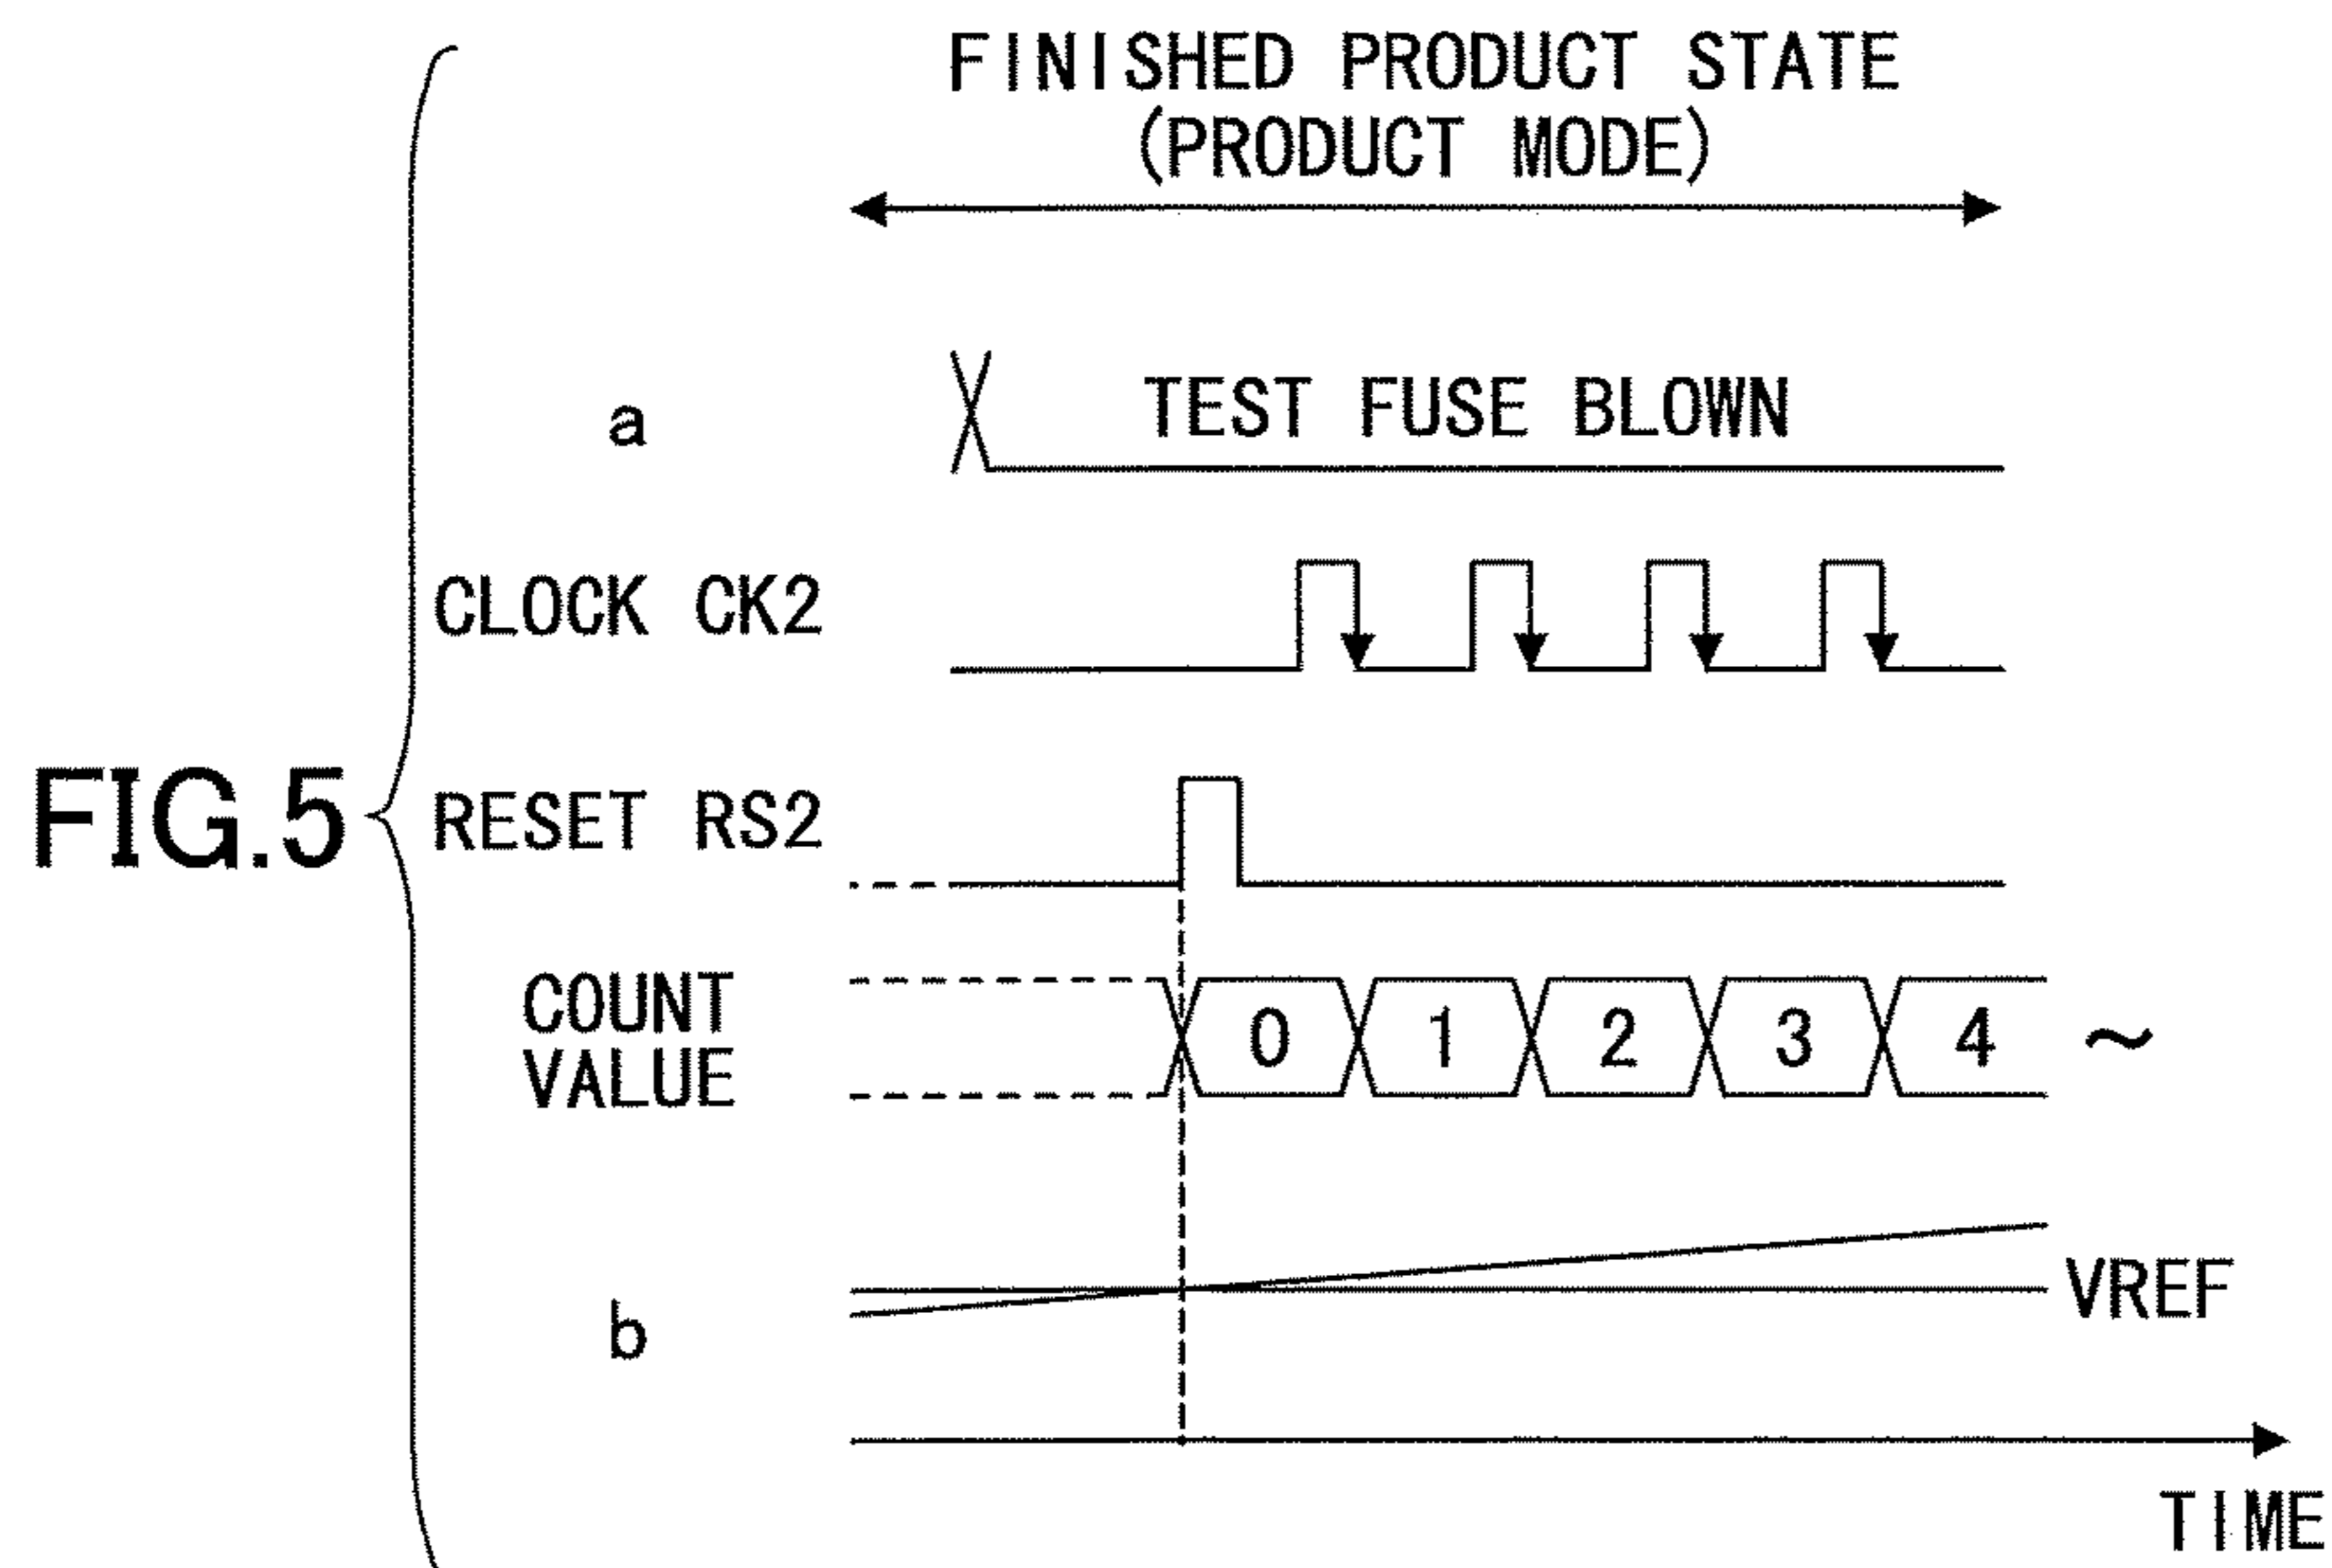 FINISHED PRODUCT STATE
(PRODUCT MODE)
a
TEST FUSE BLOWN
CLOCK CK2
FIG.5
RESET RS2
COUNT
VALUE
0 1 2 3 4 ~
b
VREF
TIME